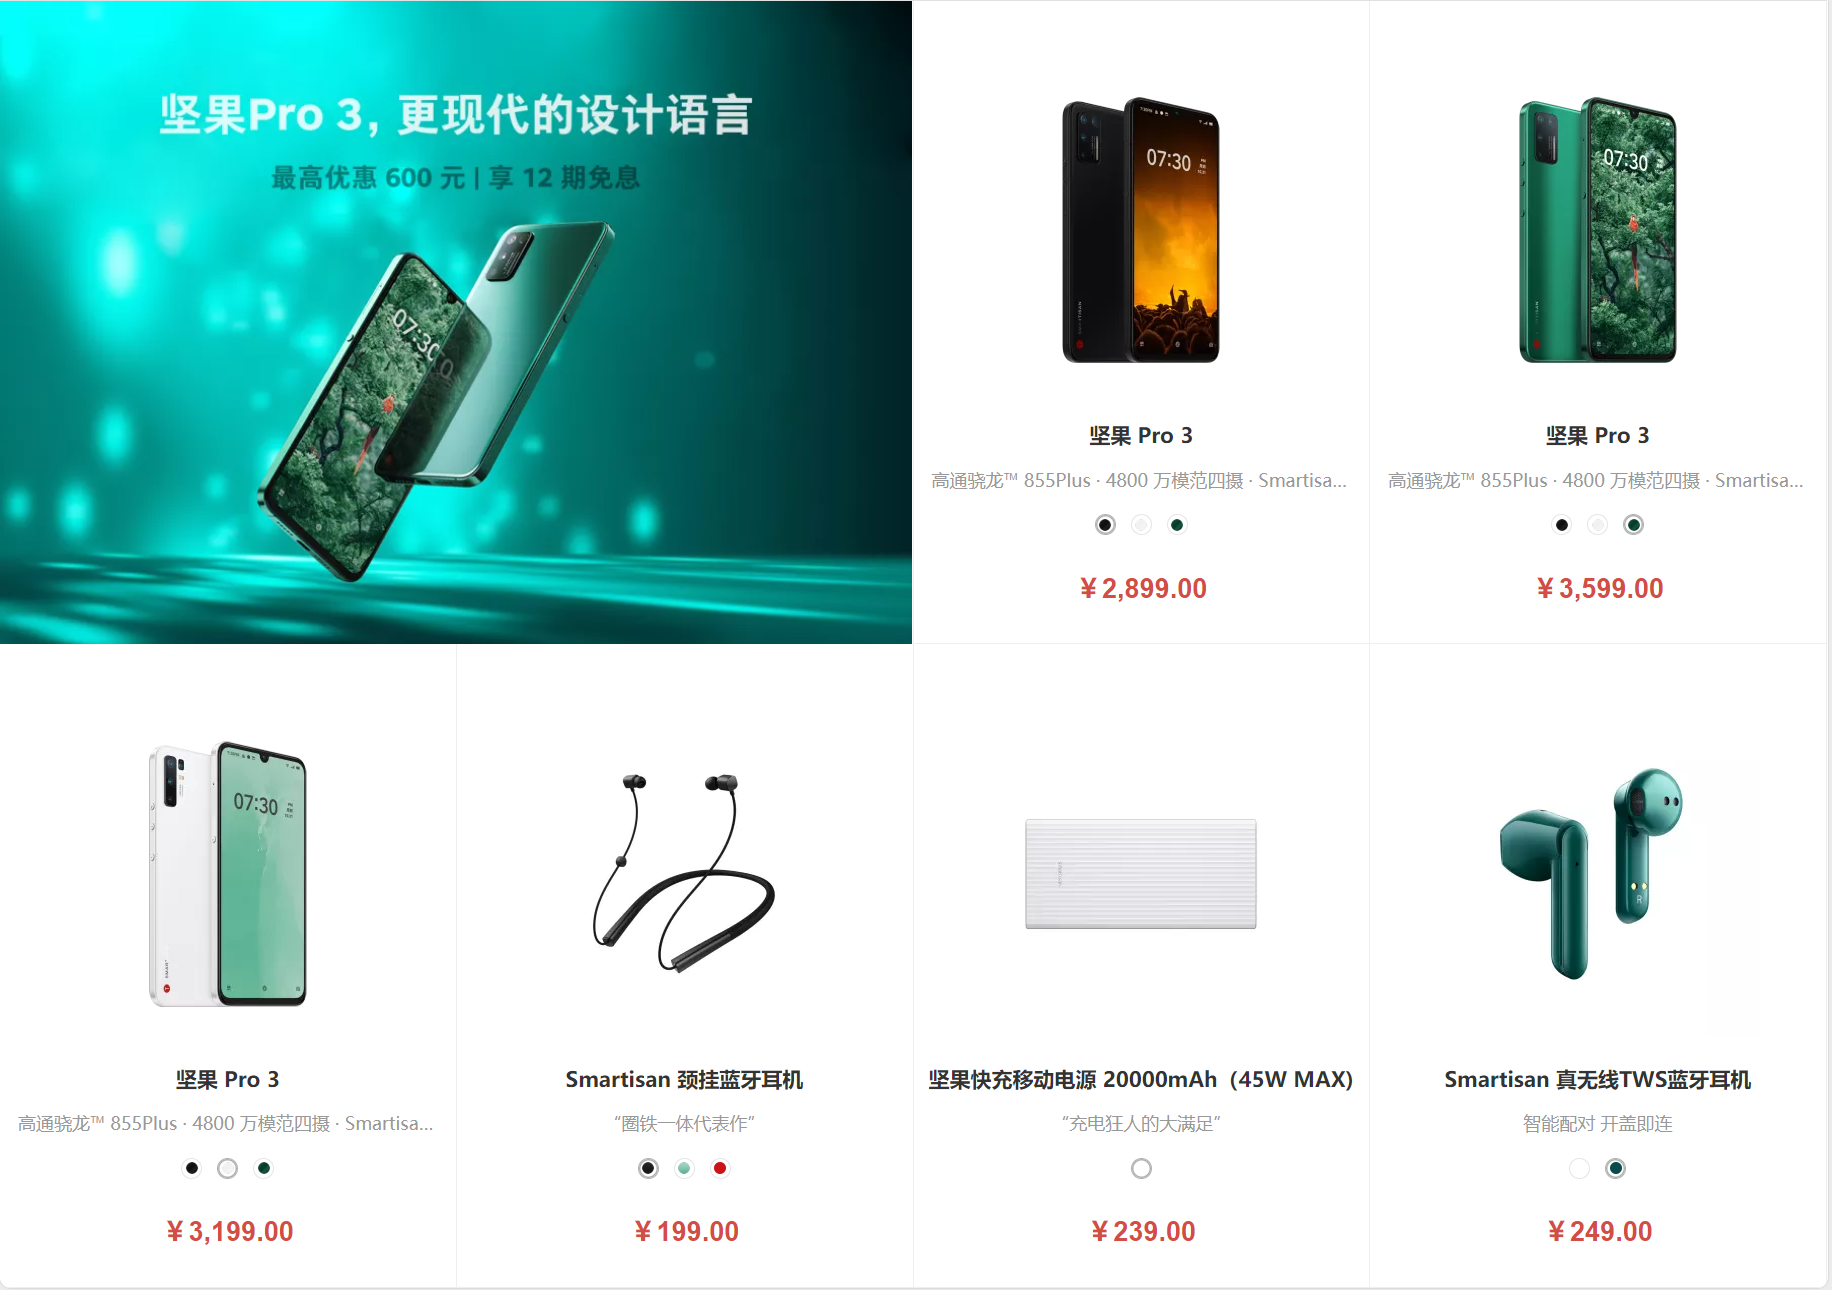 坚果Pro 3，更现代的设计语言
最高优惠 600 元 | 享 12 期免息
07:30
07:30
07:30
坚果 Pro 3
高通骁龙™ 855Plus · 4800 万模范四摄 · Smartisa...
¥ 2,899.00
坚果 Pro 3
高通骁龙™ 855Plus · 4800 万模范四摄 · Smartisa...
¥ 3,599.00
07:30
坚果 Pro 3
高通骁龙™ 855Plus · 4800 万模范四摄 · Smartisa...
¥ 3,199.00
Smartisan 颈挂蓝牙耳机
“圈铁一体代表作”
¥ 199.00
坚果快充移动电源 20000mAh（45W MAX)
“充电狂人的大满足”
¥ 239.00
R
Smartisan 真无线TWS蓝牙耳机
智能配对 开盖即连
¥ 249.00